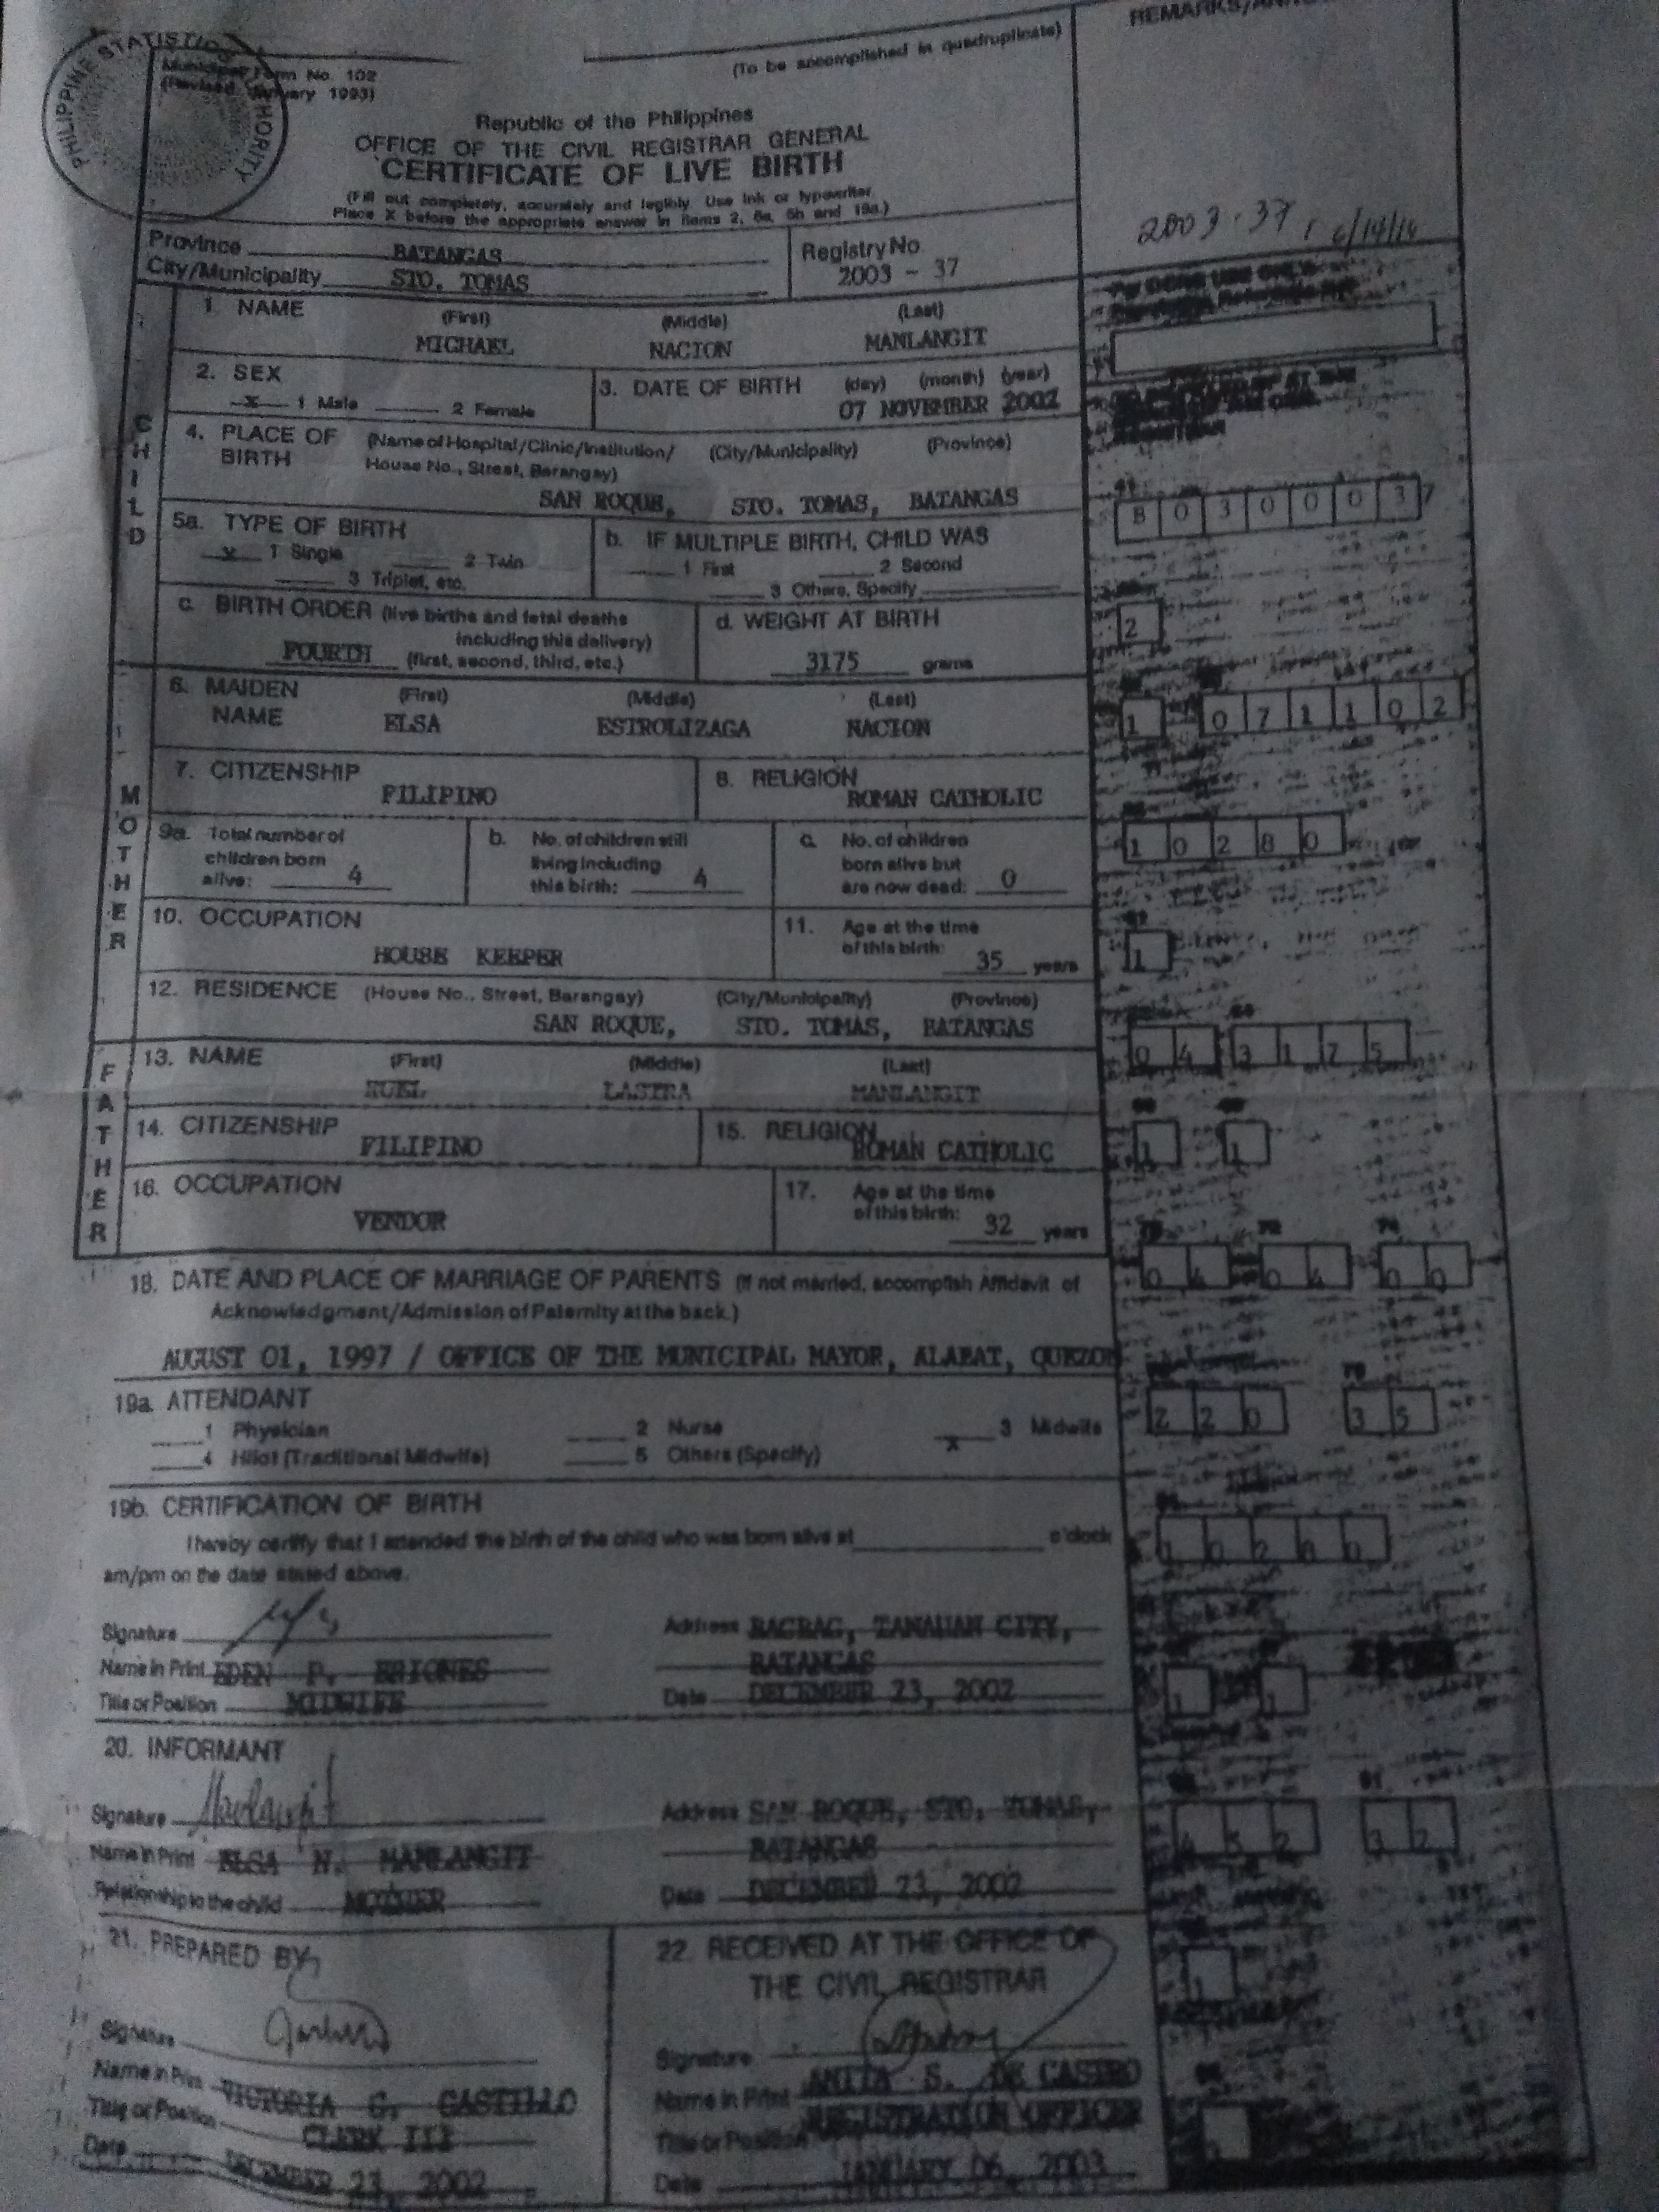 PHILIPPINE STATISTICS AUTHORITY
Municipal Form No. 102
(Revised January 1993)
(To be accomplished in quadruplicate)
Republic of the Philippines
OFFICE OF THE CIVIL REGISTRAR GENERAL
CERTIFICATE OF LIVE BIRTH
(Fill out completely, accurately and legibly. Use ink or typewriter.
Place X before the appropriate answer in items 2, 5a, 5b and 19a.)
2003-37, 6/14/16
Province BATANGAS
City/Municipality STO. TOMAS
Registry No.
2003 - 37
CHILD
1. NAME (First) (Middle) (Last)
MICHAEL NACION MANLANGIT
2. SEX
X 1 Male 2 Female
3. DATE OF BIRTH (day) (month) (year)
07 NOVEMBER 2002
4. PLACE OF BIRTH (Name of Hospital/Clinic/Institution/ (City/Municipality) (Province)
House No., Street, Barangay)
SAN ROQUE, STO. TOMAS, BATANGAS
8 0 3 0 0 0 3 7
5a. TYPE OF BIRTH
X 1 Single 2 Twin
3 Triplet, etc.
b. IF MULTIPLE BIRTH, CHILD WAS
1 First 2 Second
3 Others, Specify
c. BIRTH ORDER (live births and fetal deaths
including this delivery)
FOURTH (first, second, third, etc.)
d. WEIGHT AT BIRTH
3175 grams
2
MOTHER
6. MAIDEN NAME (First) (Middle) (Last)
ELSA ESTROLIZAGA NACION
1 0 7 1 1 0 2
7. CITIZENSHIP
FILIPINO
8. RELIGION
ROMAN CATHOLIC
9a. Total number of
children born
alive: 4
b. No. of children still
living including
this birth: 4
c. No. of children
born alive but
are now dead: 0
1 0 2 8 0
10. OCCUPATION
HOUSE KEEPER
11. Age at the time
of this birth:
35 years
1
12. RESIDENCE (House No., Street, Barangay) (City/Municipality) (Province)
SAN ROQUE, STO. TOMAS, BATANGAS
0 4 3 1 7 5
FATHER
13. NAME (First) (Middle) (Last)
RUEL LASTRA MANLANGIT
14. CITIZENSHIP
FILIPINO
15. RELIGION
ROMAN CATHOLIC
1 1
16. OCCUPATION
VENDOR
17. Age at the time
of this birth:
32 years
0 4 0 4 0 0
18. DATE AND PLACE OF MARRIAGE OF PARENTS (If not married, accomplish Affidavit of
Acknowledgment/Admission of Paternity at the back.)
AUGUST 01, 1997 / OFFICE OF THE MUNICIPAL MAYOR, ALABAT, QUEZON
19a. ATTENDANT
1 Physician 2 Nurse X 3 Midwife
4 Hilot (Traditional Midwife) 5 Others (Specify)
2 2 0 3 5
19b. CERTIFICATION OF BIRTH
I hereby certify that I attended the birth of the child who was born alive at o'clock
am/pm on the date stated above.
1 0 2 8 0
Signature
Address BAGBAG, TANAUAN CITY,
BATANGAS
Name in Print EDEN P. BRIONES
Title or Position MIDWIFE
Date DECEMBER 23, 2002
1 1
20. INFORMANT
Signature
Address SAN ROQUE, STO. TOMAS,
BATANGAS
Name in Print ELSA N. MANLANGIT
Relationship to the child MOTHER
Date DECEMBER 23, 2002
4 5 2 3 2
21. PREPARED BY
Signature
Name in Print VICTORIA G. CASTILLO
Title or Position CLERK III
Date DECEMBER 23, 2002
22. RECEIVED AT THE OFFICE OF
THE CIVIL REGISTRAR
Signature
Name in Print ANITA S. DE CASTRO
Title or Position REGISTRATION OFFICER
Date JANUARY 06, 2003
1